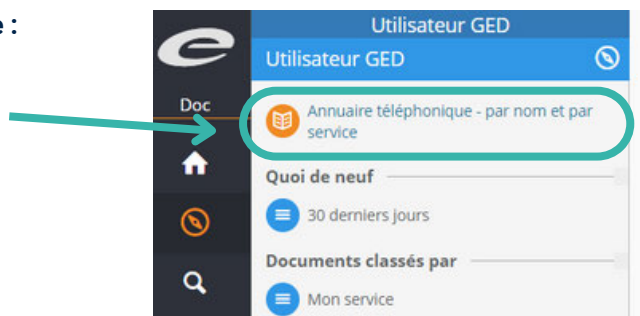 e :
Utilisateur GED
Utilisateur GED
Doc
Annuaire téléphonique - par nom et par
service
Quoi de neuf
30 derniers jours
Documents classés par
Mon service